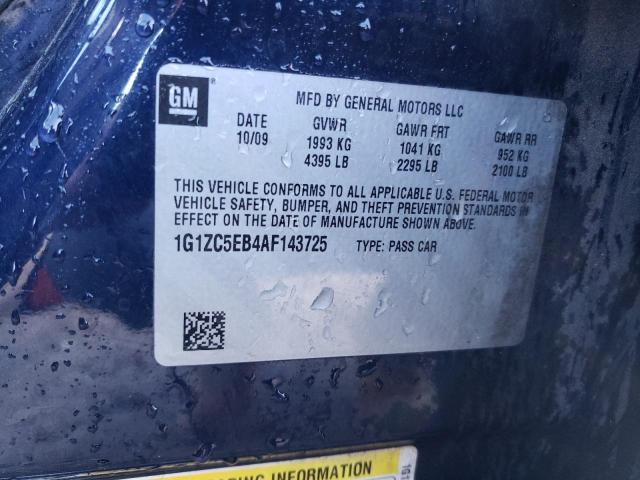 GM
MFD BY GENERAL MOTORS LLC
DATE GVWR GAWR FRT GAWR RR
10/09 1993 KG 1041 KG 952 KG
4395 LB 2295 LB 2100 LB
THIS VEHICLE CONFORMS TO ALL APPLICABLE U.S. FEDERAL MOTOR
VEHICLE SAFETY, BUMPER, AND THEFT PREVENTION STANDARDS IN
EFFECT ON THE DATE OF MANUFACTURE SHOWN ABOVE.
1G1ZC5EB4AF143725 TYPE: PASS CAR
INFORMATION